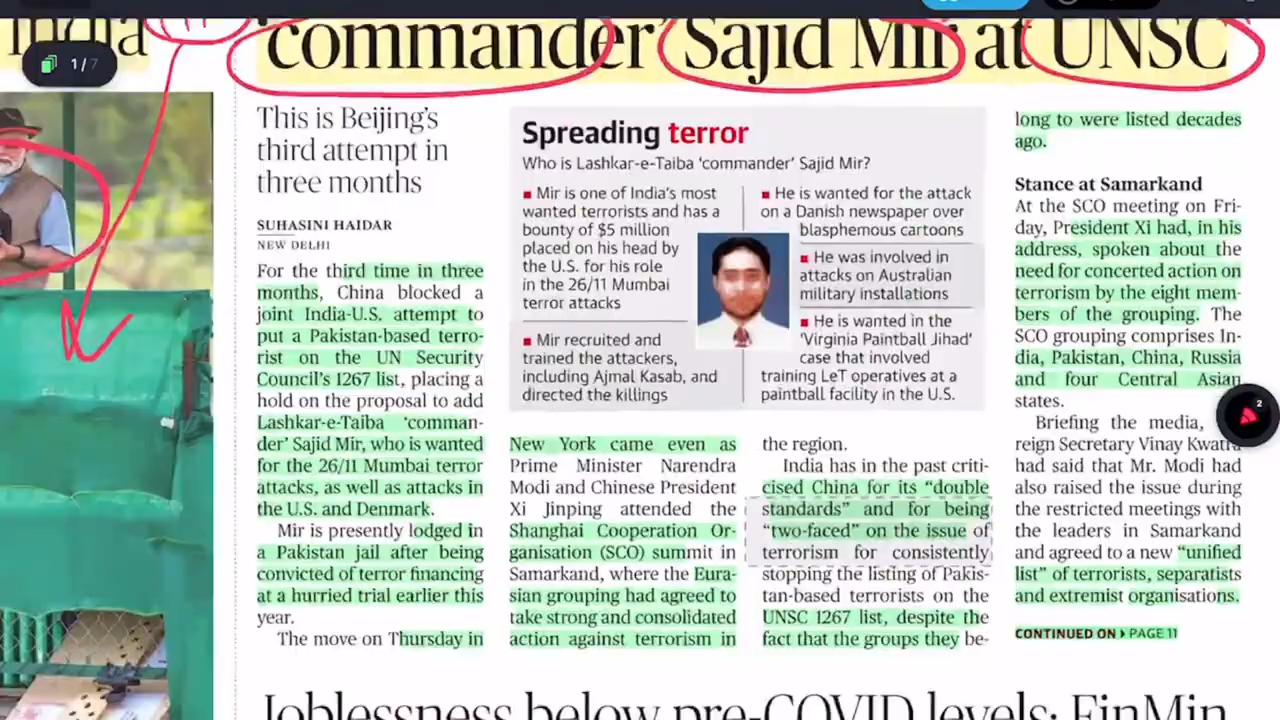 India
commander' Sajid Mir at UNSC
1/7
This is Beijing's
third attempt in
three months
SUHASINI HAIDAR
NEW DELHI
For the third time in three
months, China blocked a
joint India-U.S. attempt to
put a Pakistan-based terro-
rist on the UN Security
Council's 1267 list, placing a
hold on the proposal to add
Lashkar-e-Taiba 'comman-
der' Sajid Mir, who is wanted
for the 26/11 Mumbai terror
attacks, as well as attacks in
the U.S. and Denmark.
Mir is presently lodged in
a Pakistan jail after being
convicted of terror financing
at a hurried trial earlier this
year.
The move on Thursday in
Spreading terror
Who is Lashkar-e-Taiba 'commander' Sajid Mir?
■ Mir is one of India's most
wanted terrorists and has a
bounty of $5 million
placed on his head by
the U.S. for his role
in the 26/11 Mumbai
terror attacks
■ Mir recruited and
trained the attackers,
including Ajmal Kasab, and
directed the killings
■ He is wanted for the attack
on a Danish newspaper over
blasphemous cartoons
■ He was involved in
attacks on Australian
military installations
■ He is wanted in the
'Virginia Paintball Jihad'
case that involved
training LeT operatives at a
paintball facility in the U.S.
New York came even as
Prime Minister Narendra
Modi and Chinese President
Xi Jinping attended the
Shanghai Cooperation Or-
ganisation (SCO) summit in
Samarkand, where the Eura-
sian grouping had agreed to
take strong and consolidated
action against terrorism in
the region.
India has in the past criti-
cised China for its "double
standards" and for being
"two-faced" on the issue of
terrorism for consistently
stopping the listing of Pakis-
tan-based terrorists on the
UNSC 1267 list, despite the
fact that the groups they be-
long to were listed decades
ago.
Stance at Samarkand
At the SCO meeting on Fri-
day, President Xi had, in his
address, spoken about the
need for concerted action on
terrorism by the eight mem-
bers of the grouping. The
SCO grouping comprises In-
dia, Pakistan, China, Russia
and four Central Asian
states.
Briefing the media,
reign Secretary Vinay Kwatra
had said that Mr. Modi had
also raised the issue during
the restricted meetings with
the leaders in Samarkand
and agreed to a new "unified
list" of terrorists, separatists
and extremist organisations.
CONTINUED ON ▸ PAGE 11
2
Joblessness below pre-COVID levels: FinMin